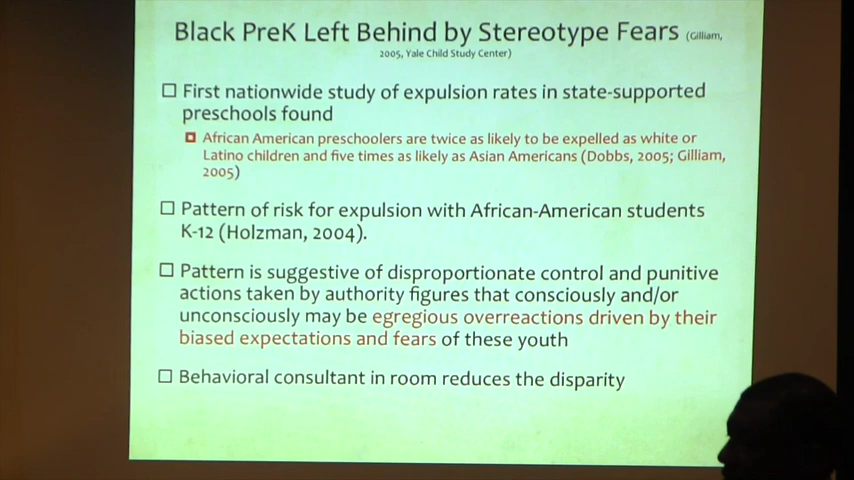 Black PreK Left Behind by Stereotype Fears (Gilliam,
2005, Yale Child Study Center)
First nationwide study of expulsion rates in state-supported
preschools found
African American preschoolers are twice as likely to be expelled as white or
Latino children and five times as likely as Asian Americans (Dobbs, 2005; Gilliam,
2005)
Pattern of risk for expulsion with African-American students
K-12 (Holzman, 2004).
Pattern is suggestive of disproportionate control and punitive
actions taken by authority figures that consciously and/or
unconsciously may be egregious overreactions driven by their
biased expectations and fears of these youth
Behavioral consultant in room reduces the disparity